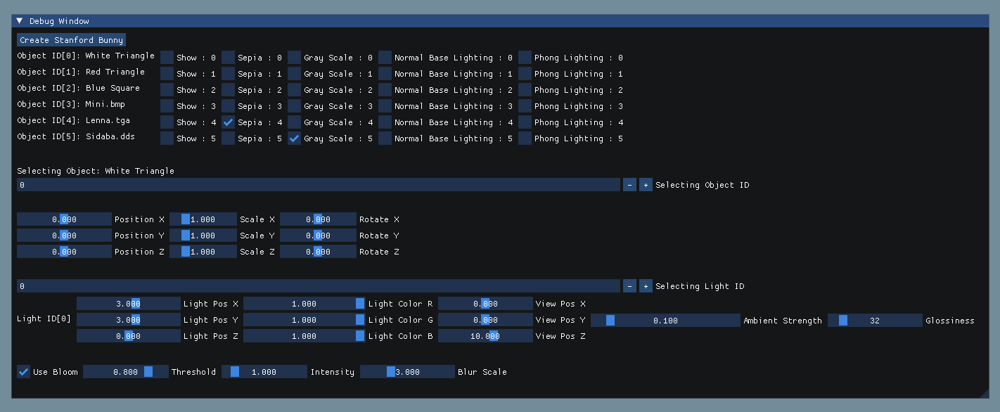 Debug Window
Create Stanford Bunny
Object ID[0]: White Triangle Show : 0 Sepia : 0 Gray Scale : 0 Normal Base Lighting : 0 Phong Lighting : 0
Object ID[1]: Red Triangle Show : 1 Sepia : 1 Gray Scale : 1 Normal Base Lighting : 1 Phong Lighting : 1
Object ID[2]: Blue Square Show : 2 Sepia : 2 Gray Scale : 2 Normal Base Lighting : 2 Phong Lighting : 2
Object ID[3]: Mini.bmp Show : 3 Sepia : 3 Gray Scale : 3 Normal Base Lighting : 3 Phong Lighting : 3
Object ID[4]: Lenna.tga Show : 4 Sepia : 4 Gray Scale : 4 Normal Base Lighting : 4 Phong Lighting : 4
Object ID[5]: Sidaba.dds Show : 5 Sepia : 5 Gray Scale : 5 Normal Base Lighting : 5 Phong Lighting : 5
Selecting Object: White Triangle
0 - + Selecting Object ID
0.000 Position X 1.000 Scale X 0.000 Rotate X
0.000 Position Y 1.000 Scale Y 0.000 Rotate Y
0.000 Position Z 1.000 Scale Z 0.000 Rotate Z
0 - + Selecting Light ID
3.000 Light Pos X 1.000 Light Color R 0.000 View Pos X
Light ID[0] 3.000 Light Pos Y 1.000 Light Color G 0.000 View Pos Y 0.100 Ambient Strength 32 Glossiness
0.000 Light Pos Z 1.000 Light Color B 10.000 View Pos Z
Use Bloom 0.800 Threshold 1.000 Intensity 3.000 Blur Scale